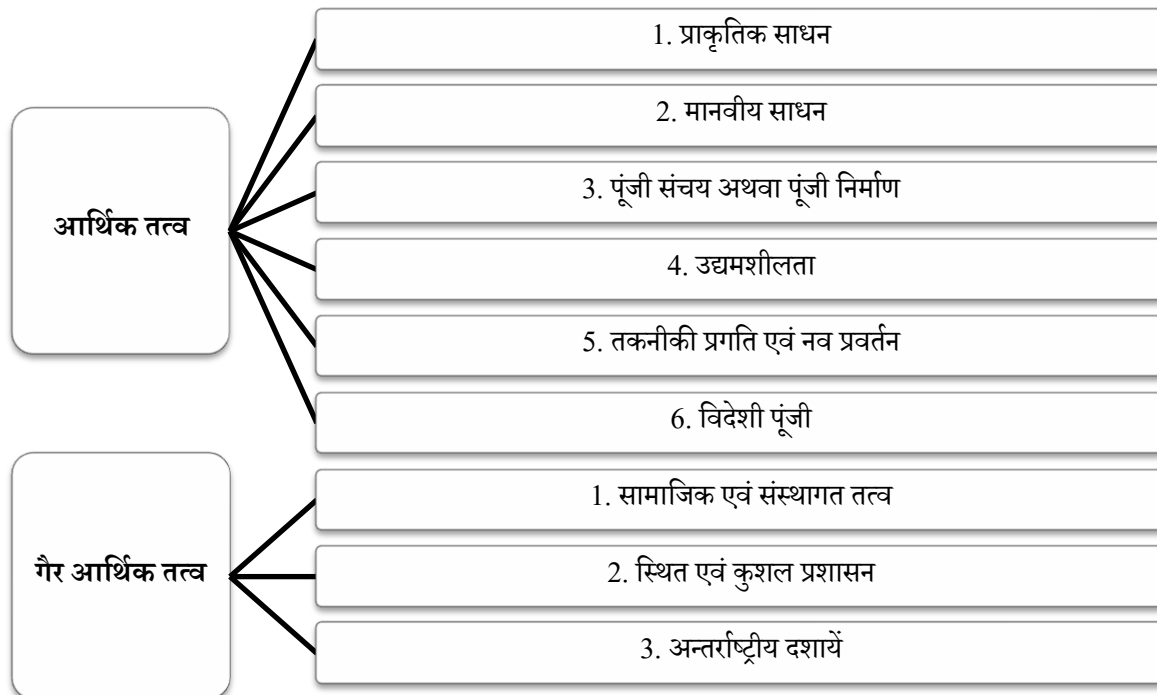 आर्थिक तत्व
1. प्राकृतिक साधन
2. मानवीय साधन
3. पूंजी संचय अथवा पूंजी निर्माण
4. उद्यमशीलता
5. तकनीकी प्रगति एवं नव प्रवर्तन
6. विदेशी पूंजी
गैर आर्थिक तत्व
1. सामाजिक एवं संस्थागत तत्व
2. स्थित एवं कुशल प्रशासन
3. अन्तर्राष्ट्रीय दशायें